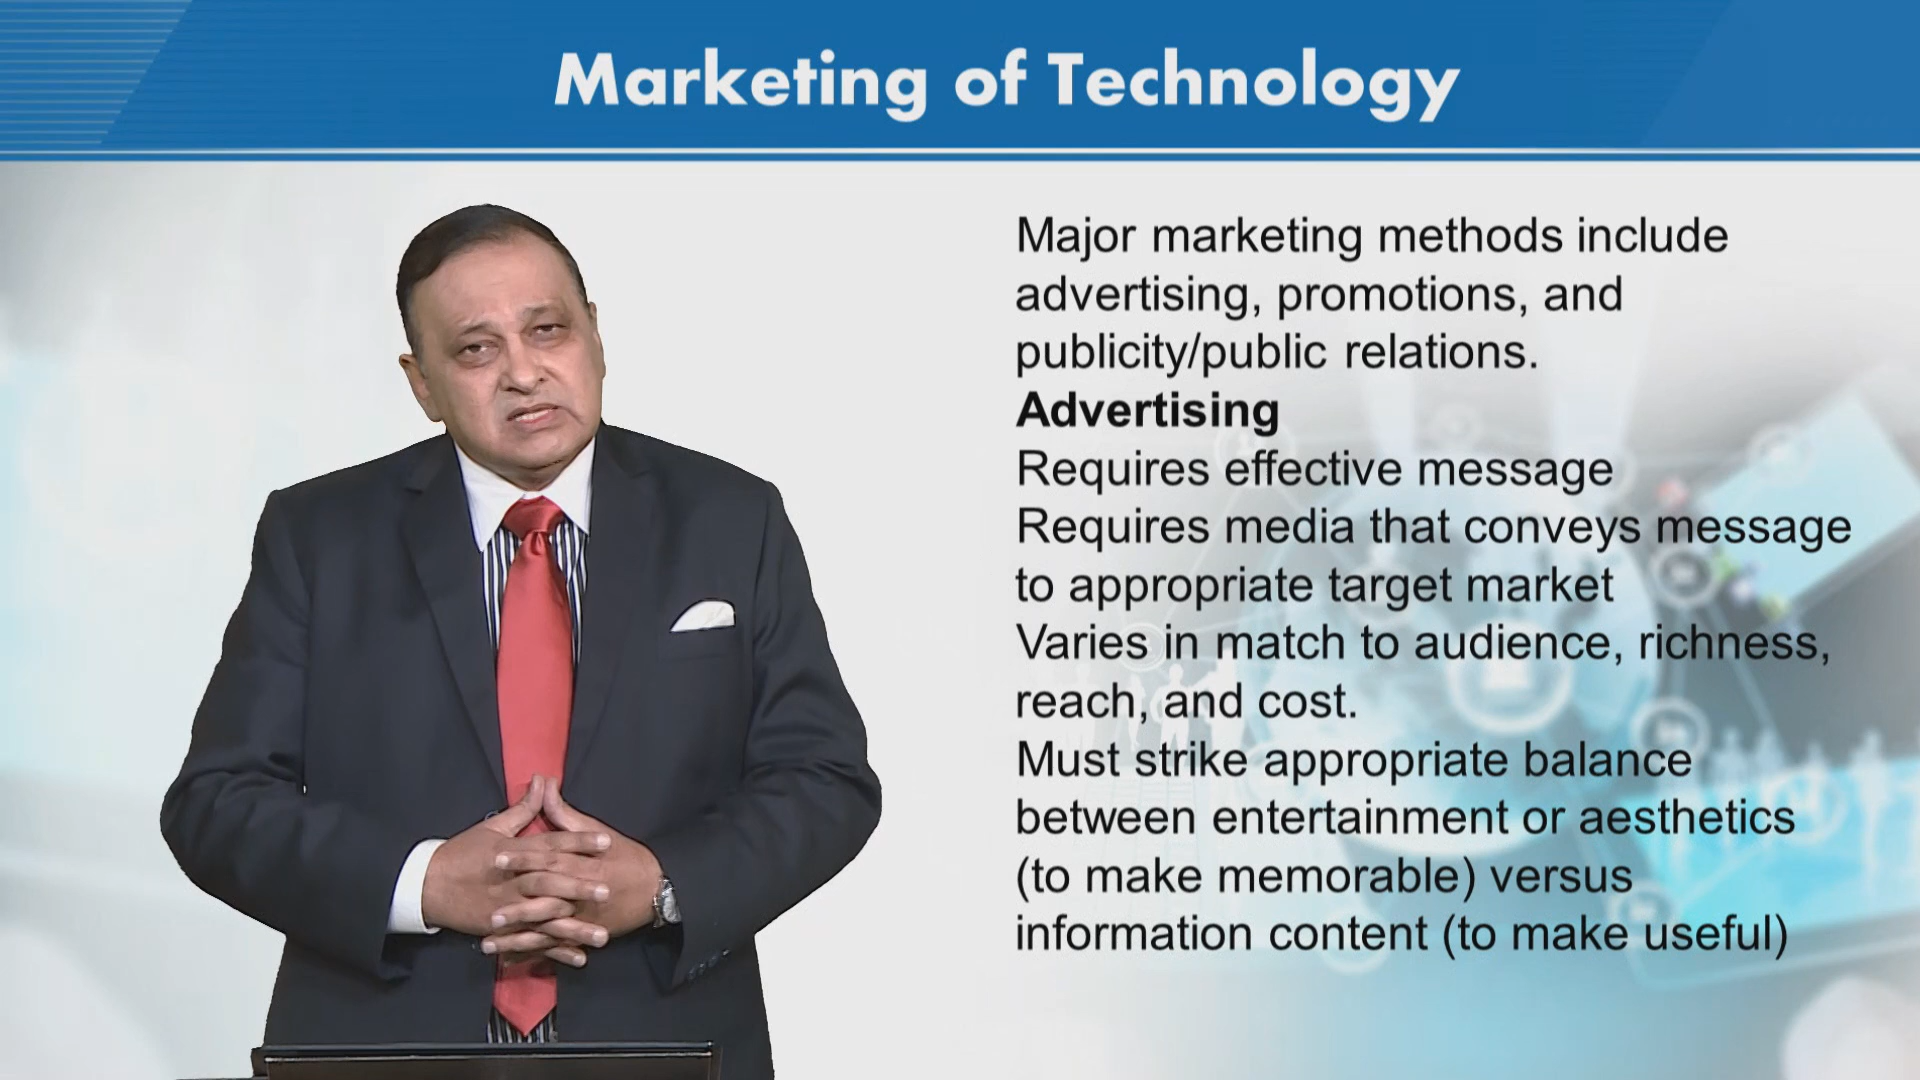 Marketing of Technology
Major marketing methods include
advertising, promotions, and
publicity/public relations.
Advertising
Requires effective message
Requires media that conveys message
to appropriate target market
Varies in match to audience, richness,
reach, and cost.
Must strike appropriate balance
between entertainment or aesthetics
(to make memorable) versus
information content (to make useful)